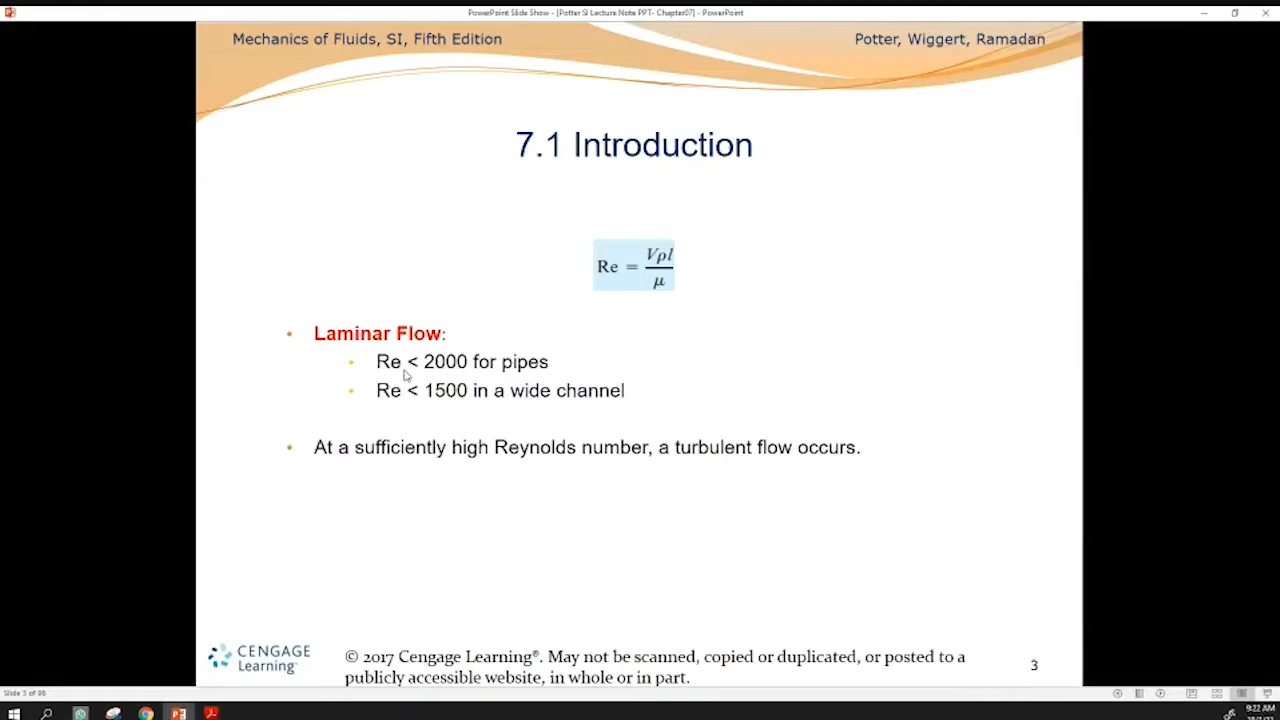 PowerPoint Slide Show - [Potter SI Lecture Note PPT- Chapter07] - PowerPoint
Mechanics of Fluids, SI, Fifth Edition
Potter, Wiggert, Ramadan
7.1 Introduction
Re = Vρl / μ
• Laminar Flow:
• Re < 2000 for pipes
• Re < 1500 in a wide channel
• At a sufficiently high Reynolds number, a turbulent flow occurs.
CENGAGE
Learning
© 2017 Cengage Learning®. May not be scanned, copied or duplicated, or posted to a
publicly accessible website, in whole or in part.
3
9:22 AM